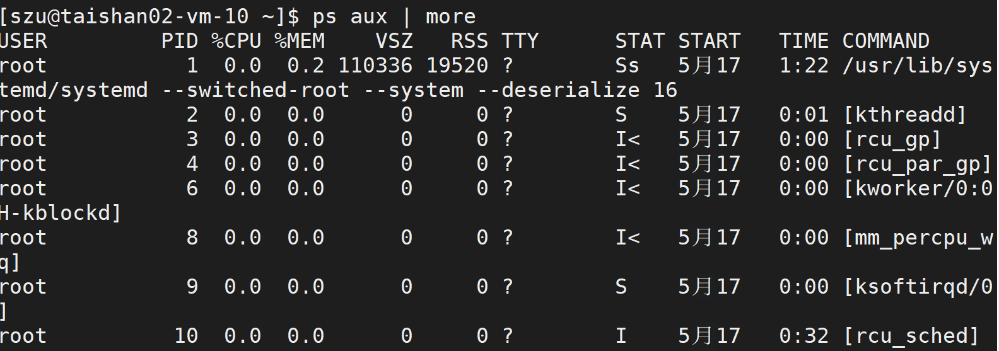 [szu@taishan02-vm-10 ~]$ ps aux | more
USER         PID %CPU %MEM    VSZ   RSS TTY      STAT START   TIME COMMAND
root           1  0.0  0.2 110336 19520 ?        Ss   5月17   1:22 /usr/lib/sys
temd/systemd --switched-root --system --deserialize 16
root           2  0.0  0.0      0     0 ?        S    5月17   0:01 [kthreadd]
root           3  0.0  0.0      0     0 ?        I<   5月17   0:00 [rcu_gp]
root           4  0.0  0.0      0     0 ?        I<   5月17   0:00 [rcu_par_gp]
root           6  0.0  0.0      0     0 ?        I<   5月17   0:00 [kworker/0:0
H-kblockd]
root           8  0.0  0.0      0     0 ?        I<   5月17   0:00 [mm_percpu_w
q]
root           9  0.0  0.0      0     0 ?        S    5月17   0:00 [ksoftirqd/0
]
root          10  0.0  0.0      0     0 ?        I    5月17   0:32 [rcu_sched]